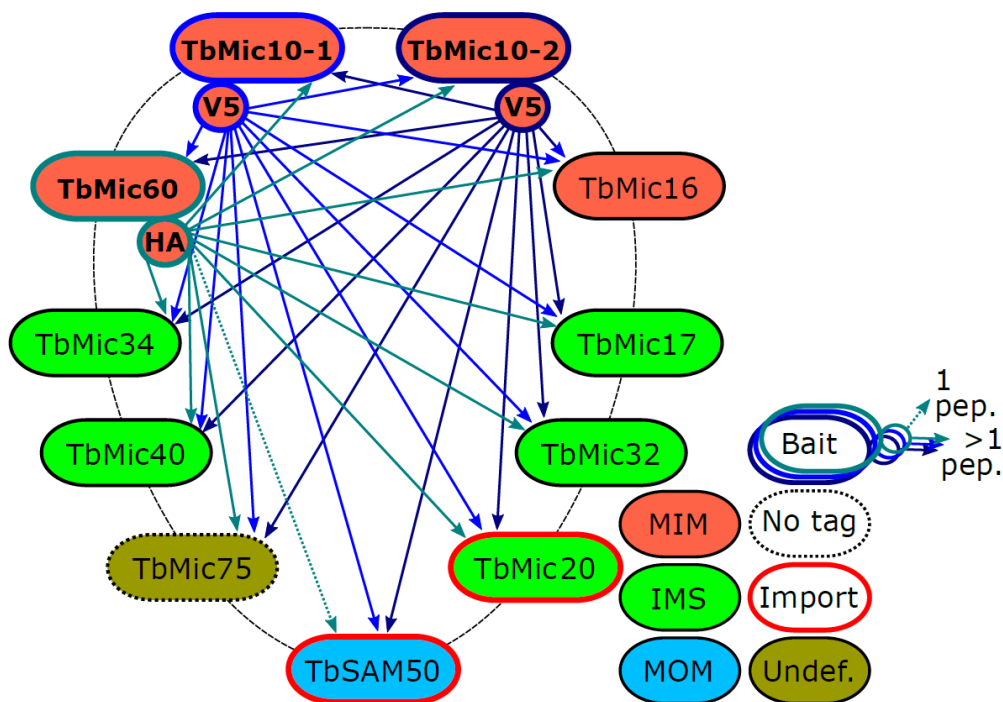 TbMic10-1
TbMic10-2
V5
V5
TbMic60
TbMic16
HA
TbMic34
TbMic17
TbMic40
TbMic32
TbMic75
TbMic20
TbSAM50
1
pep.
Bait
>1
pep.
MIM
No tag
IMS
Import
MOM
Undef.